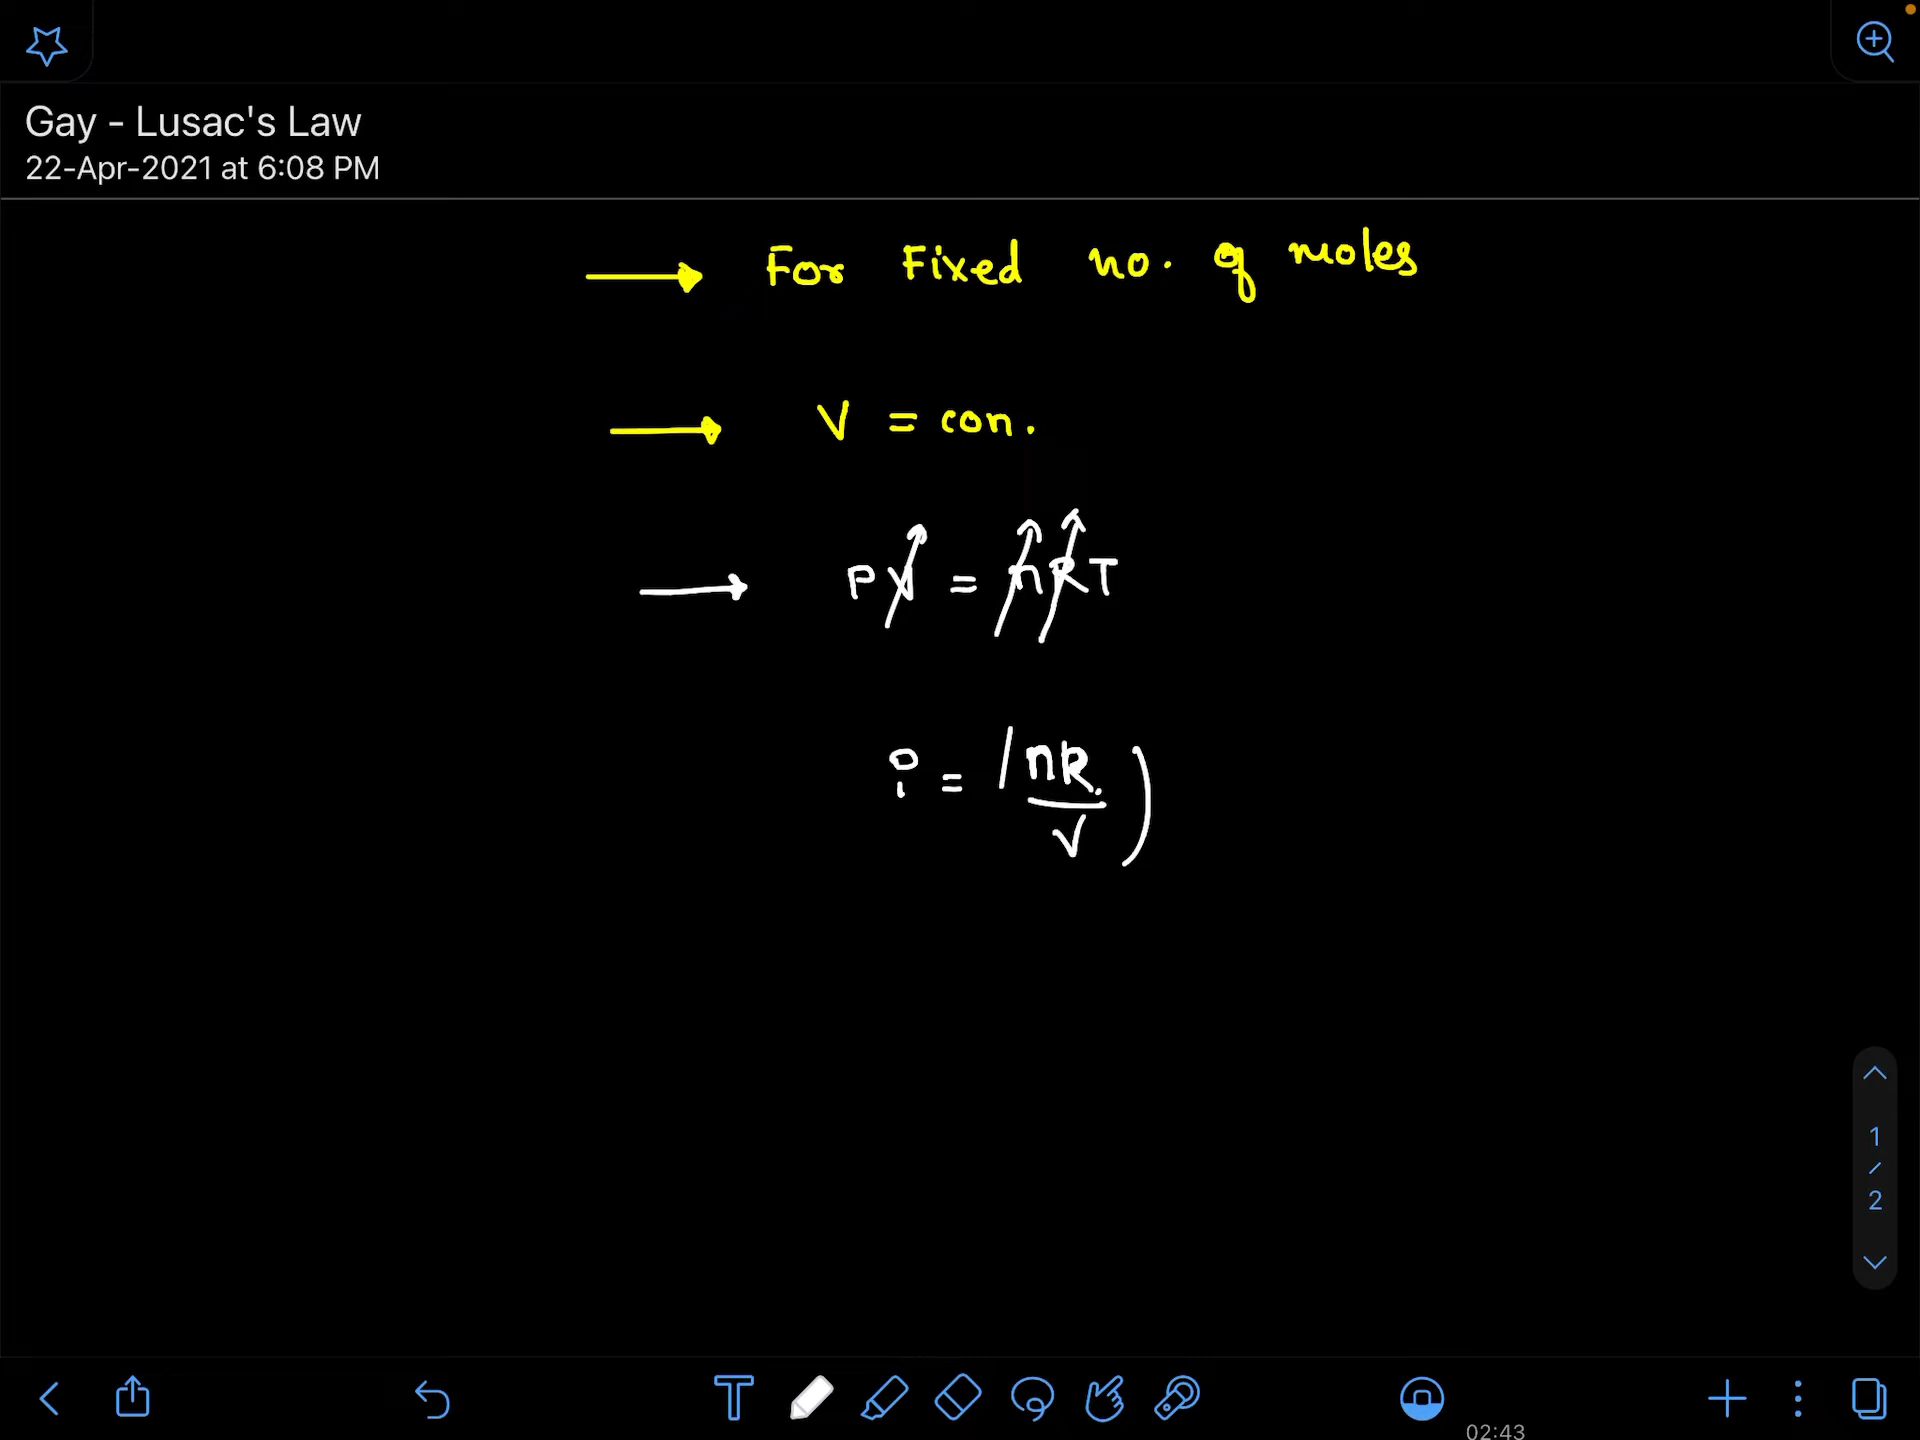 Gay - Lusac's Law
22-Apr-2021 at 6:08 PM
→ For Fixed no. of moles
→ V = con.
→ PV = nRT
P = (nR/V)
1
/
2
02:43